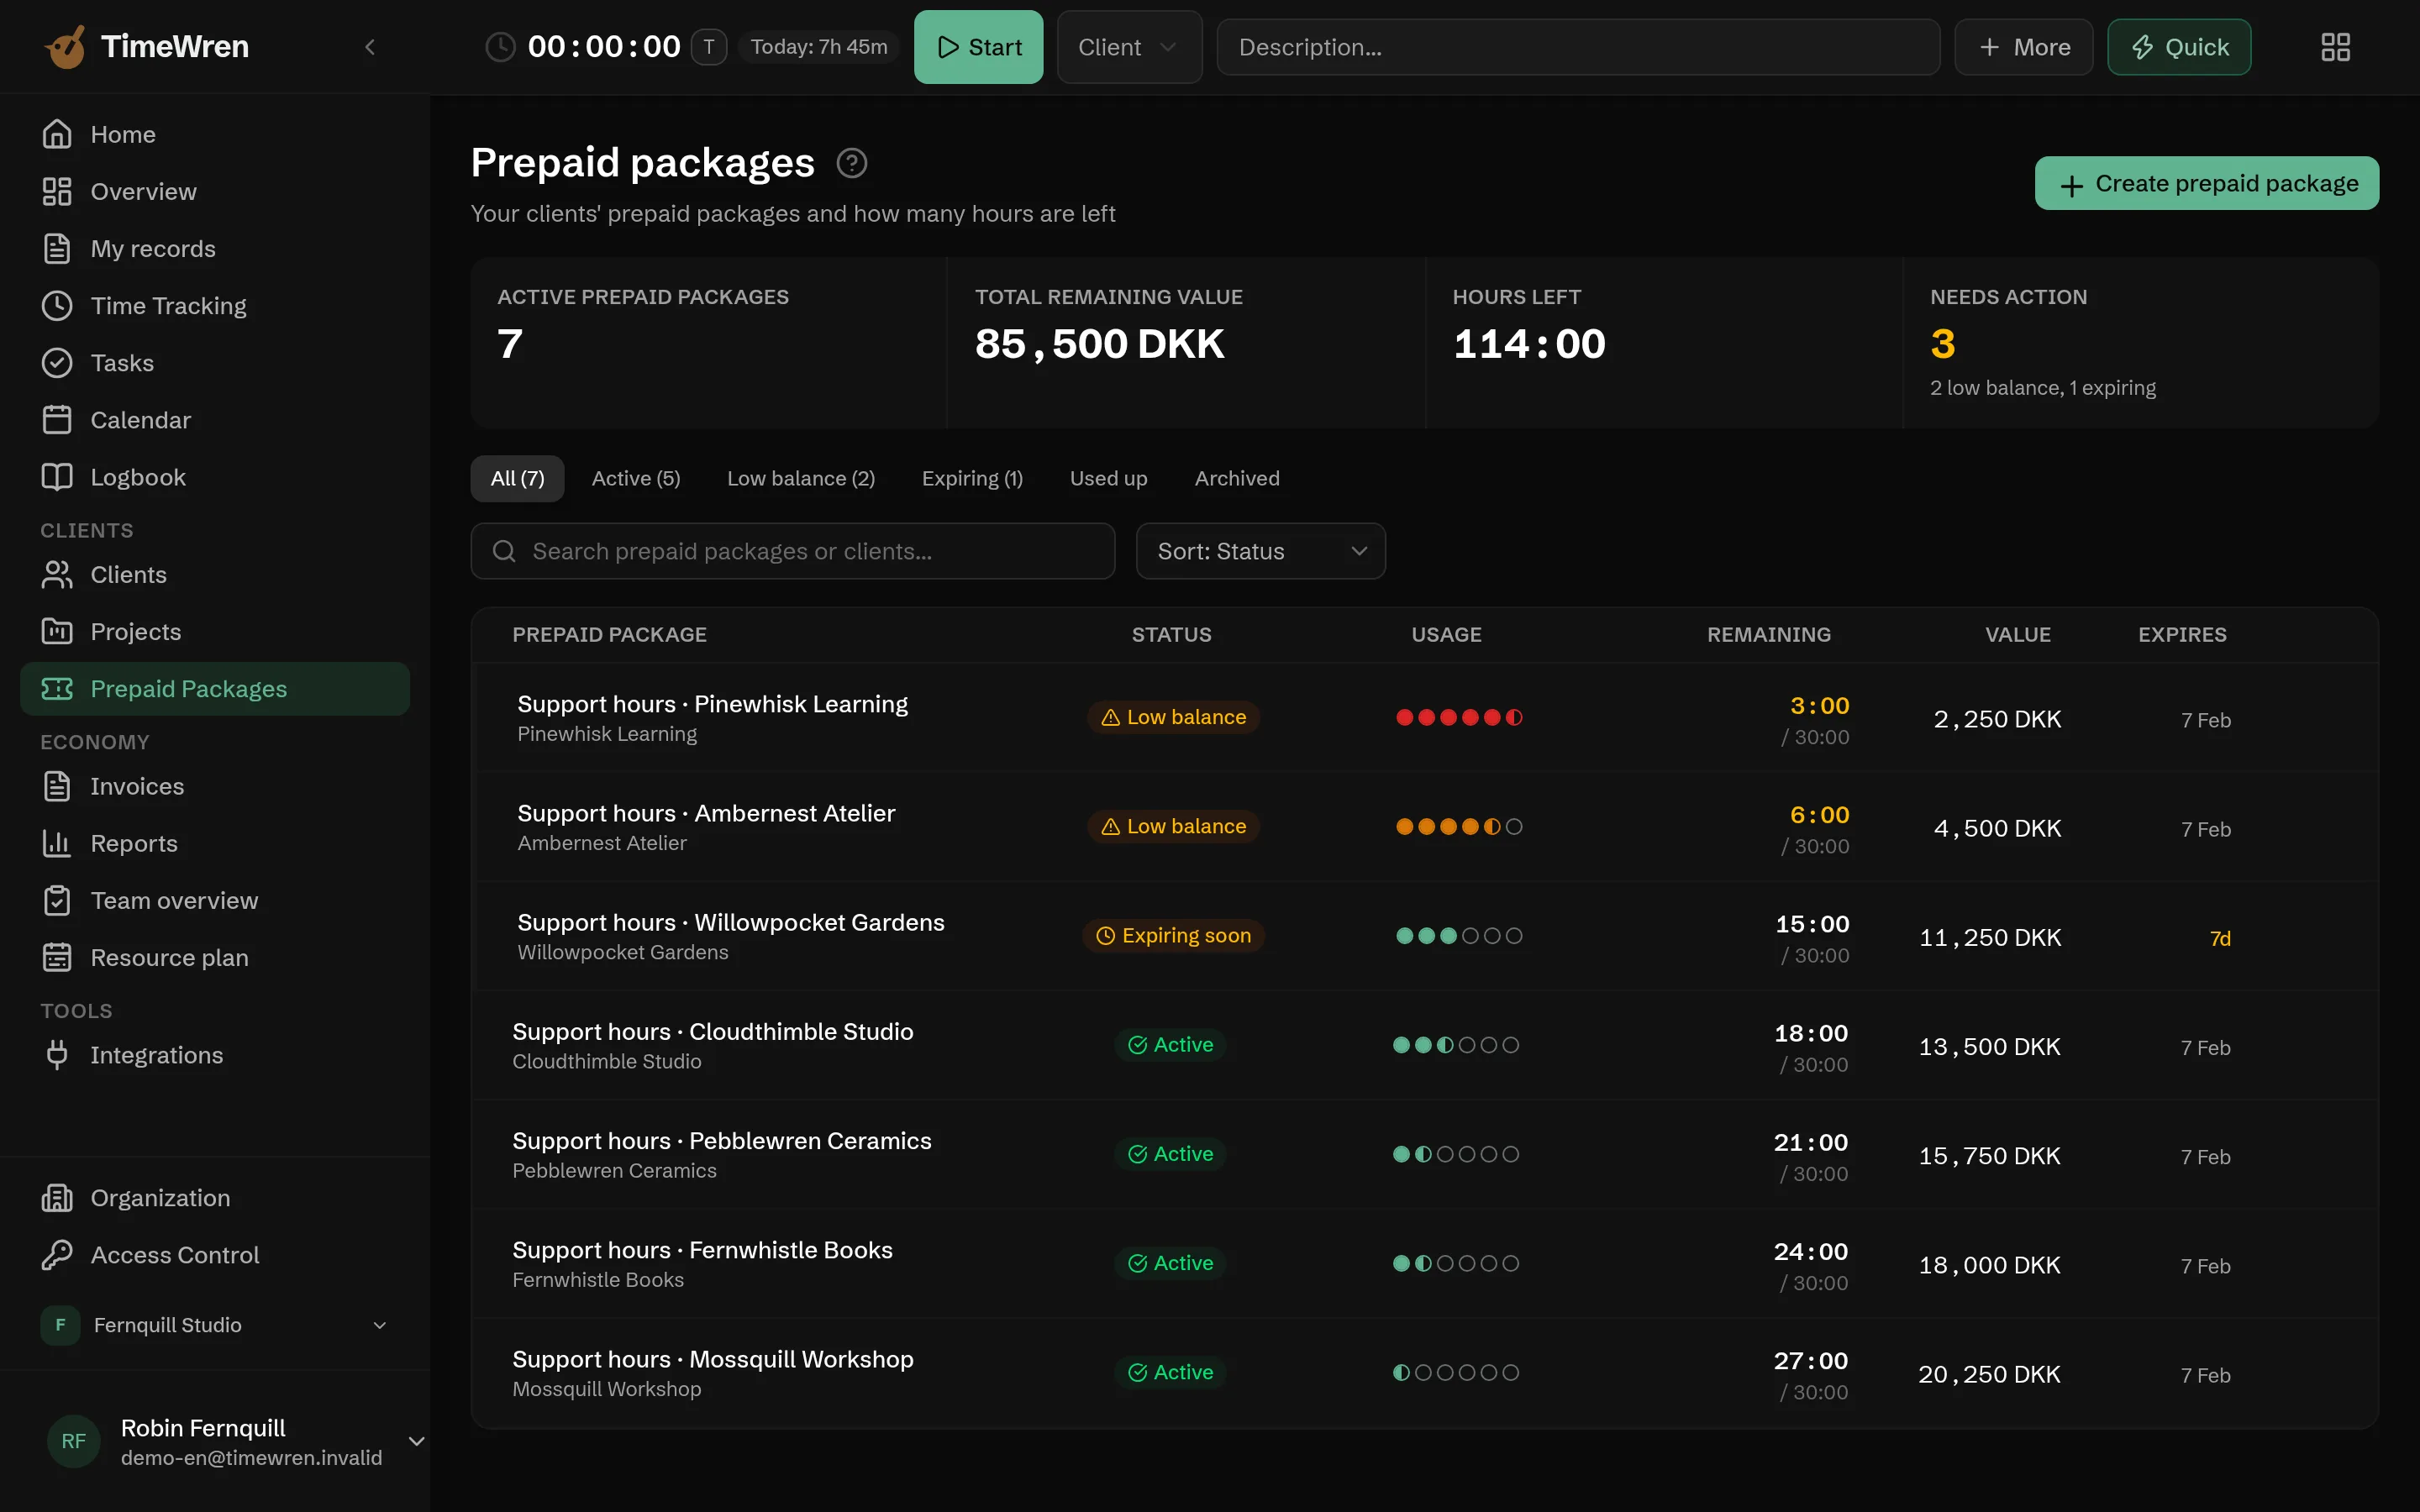 TimeWren
00:00:00 T Today: 7h 45m Start Client Description... More Quick
Home
Overview
My records
Time Tracking
Tasks
Calendar
Logbook
CLIENTS
Clients
Projects
Prepaid Packages
ECONOMY
Invoices
Reports
Team overview
Resource plan
TOOLS
Integrations
Organization
Access Control
F Fernquill Studio
RF Robin Fernquill
demo-en@timewren.invalid
Prepaid packages ?
Your clients' prepaid packages and how many hours are left
Create prepaid package
ACTIVE PREPAID PACKAGES
7
TOTAL REMAINING VALUE
85,500 DKK
HOURS LEFT
114:00
NEEDS ACTION
3
2 low balance, 1 expiring
All (7) Active (5) Low balance (2) Expiring (1) Used up Archived
Search prepaid packages or clients... Sort: Status
PREPAID PACKAGE STATUS USAGE REMAINING VALUE EXPIRES
Support hours · Pinewhisk Learning
Pinewhisk Learning
Low balance
3:00
/ 30:00
2,250 DKK
7 Feb
Support hours · Ambernest Atelier
Ambernest Atelier
Low balance
6:00
/ 30:00
4,500 DKK
7 Feb
Support hours · Willowpocket Gardens
Willowpocket Gardens
Expiring soon
15:00
/ 30:00
11,250 DKK
7d
Support hours · Cloudthimble Studio
Cloudthimble Studio
Active
18:00
/ 30:00
13,500 DKK
7 Feb
Support hours · Pebblewren Ceramics
Pebblewren Ceramics
Active
21:00
/ 30:00
15,750 DKK
7 Feb
Support hours · Fernwhistle Books
Fernwhistle Books
Active
24:00
/ 30:00
18,000 DKK
7 Feb
Support hours · Mossquill Workshop
Mossquill Workshop
Active
27:00
/ 30:00
20,250 DKK
7 Feb